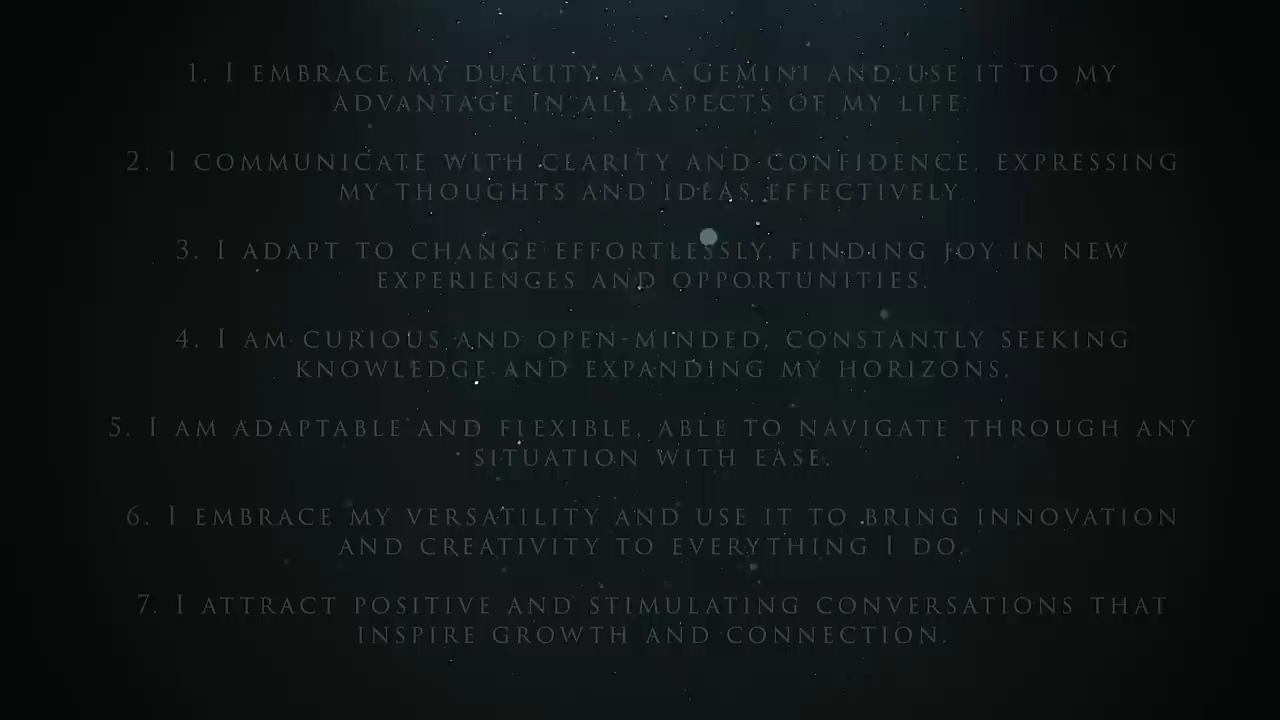 1. I embrace my duality as a Gemini and use it to my
advantage in all aspects of my life.
2. I communicate with clarity and confidence, expressing
my thoughts and ideas effectively.
3. I adapt to change effortlessly, finding joy in new
experiences and opportunities.
4. I am curious and open-minded, constantly seeking
knowledge and expanding my horizons.
5. I am adaptable and flexible, able to navigate through any
situation with ease.
6. I embrace my versatility and use it to bring innovation
and creativity to everything I do.
7. I attract positive and stimulating conversations that
inspire growth and connection.